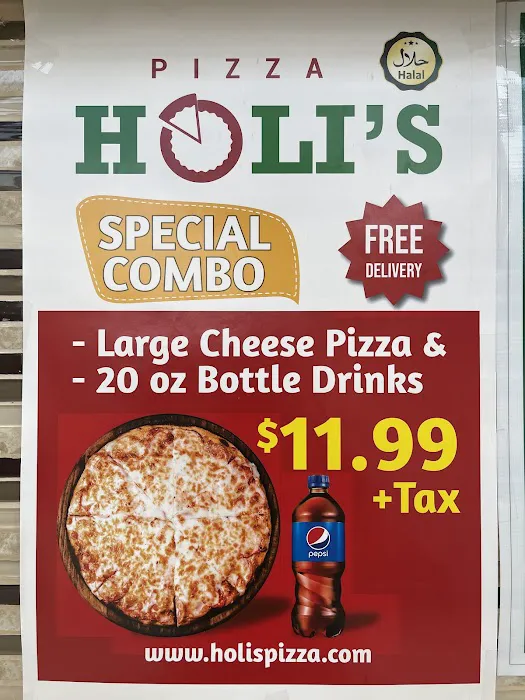 PIZZA
حلال
Halal
HOLI'S
SPECIAL
COMBO
FREE
DELIVERY
- Large Cheese Pizza &
- 20 oz Bottle Drinks
$11.99
+Tax
pepsi
www.holispizza.com